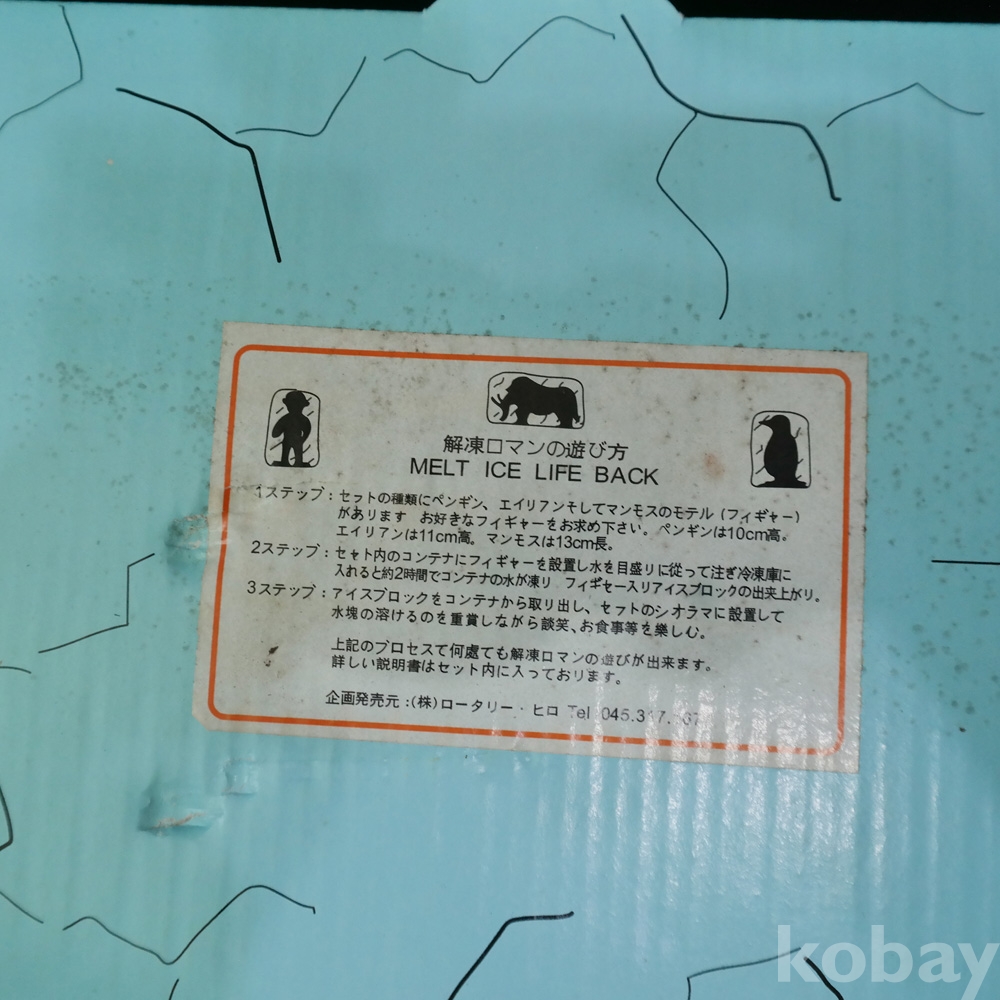 解凍ロマンの遊び方
MELT ICE LIFE BACK
1ステップ：セットの種類にペンギン、エイリアンそしてマンモスのモテル（フィギャー）
があリます お好きなフィギャーをお求め下さい。ペンギンは10cm高。
エイリアンは11cm高。マンモスは13cm長。
2ステップ：セット内のコンテナにフィギャーを設置し水を目盛りに従って注ぎ冷凍庫に
入れると約2時間でコンテナの水が凍り フィギャー入リアイスブロックの出来上がり。
3ステップ：アイスブロックをコンテナから取り出し、セットのシオラマに設置して
氷塊の溶けるのを重賞しながら談笑、お食事等を楽しむ。
上記のプロセスて何處ても解凍ロマンの遊びが出来ます。
詳しい説明書はセット内に入っておリます。
企画発売元：(株)ロータリー・ヒロ Tel 045.317.
kobay